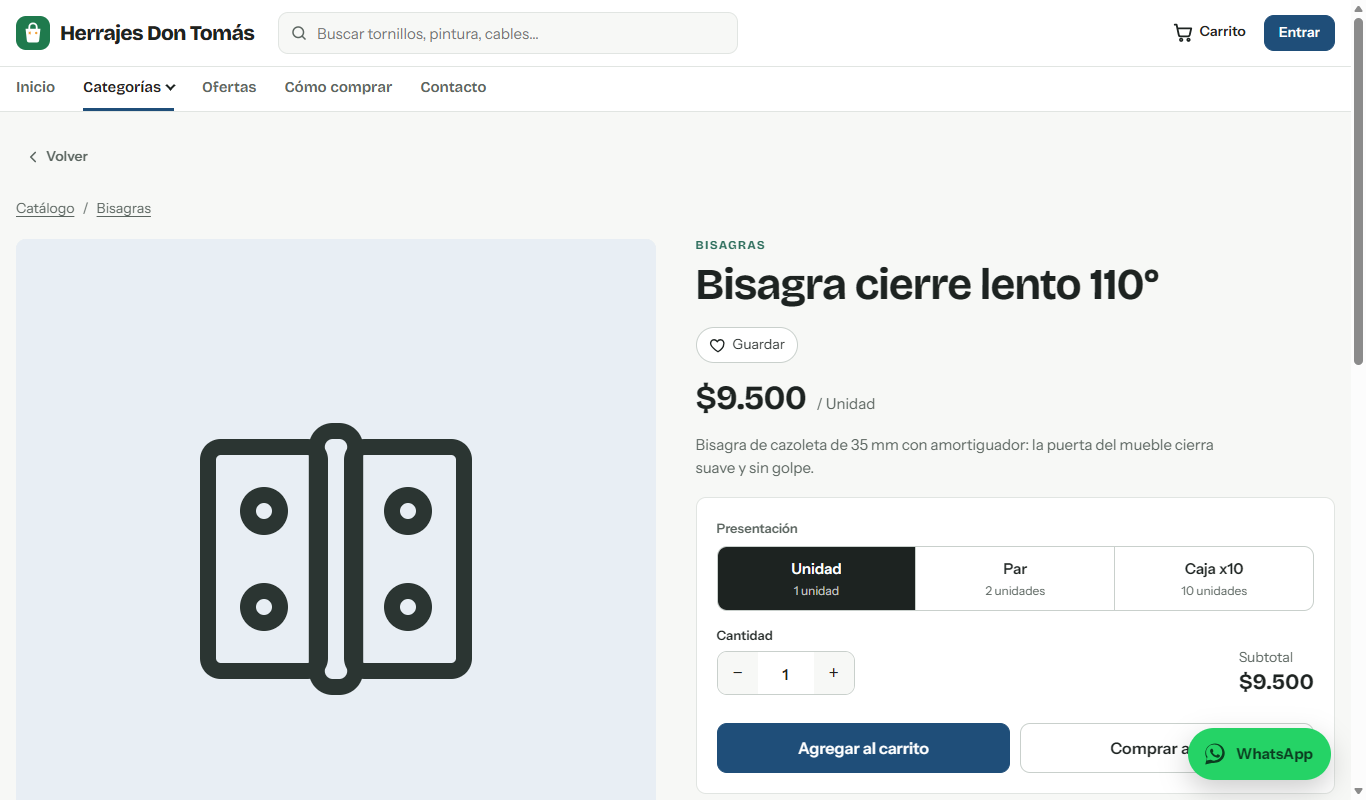 Herrajes Don Tomás
Buscar tornillos, pintura, cables...
Carrito
Entrar
Inicio
Categorías
Ofertas
Cómo comprar
Contacto
Volver
Catálogo / Bisagras
BISAGRAS
Bisagra cierre lento 110°
Guardar
$9.500 / Unidad
Bisagra de cazoleta de 35 mm con amortiguador: la puerta del mueble cierra
suave y sin golpe.
Presentación
Unidad
1 unidad
Par
2 unidades
Caja x10
10 unidades
Cantidad
− 1 +
Subtotal
$9.500
Agregar al carrito
Comprar a
WhatsApp